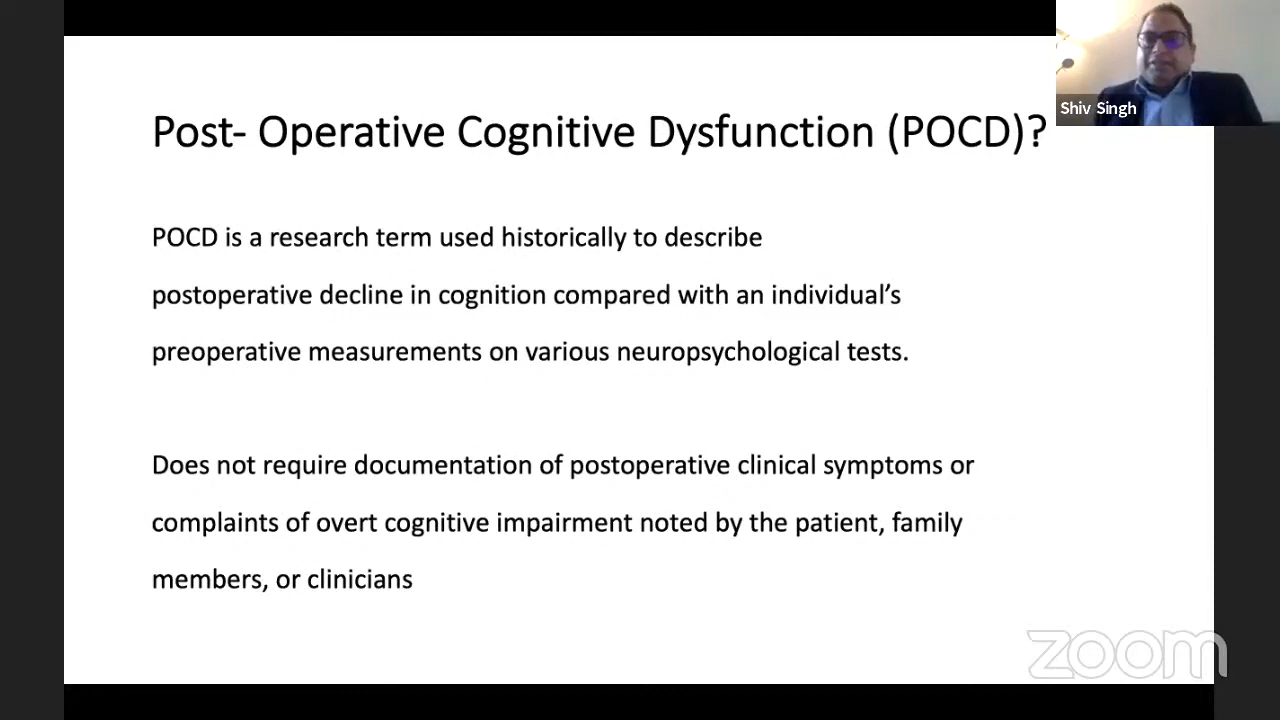 Shiv Singh
Post- Operative Cognitive Dysfunction (POCD)?
POCD is a research term used historically to describe
postoperative decline in cognition compared with an individual’s
preoperative measurements on various neuropsychological tests.
Does not require documentation of postoperative clinical symptoms or
complaints of overt cognitive impairment noted by the patient, family
members, or clinicians
zoom